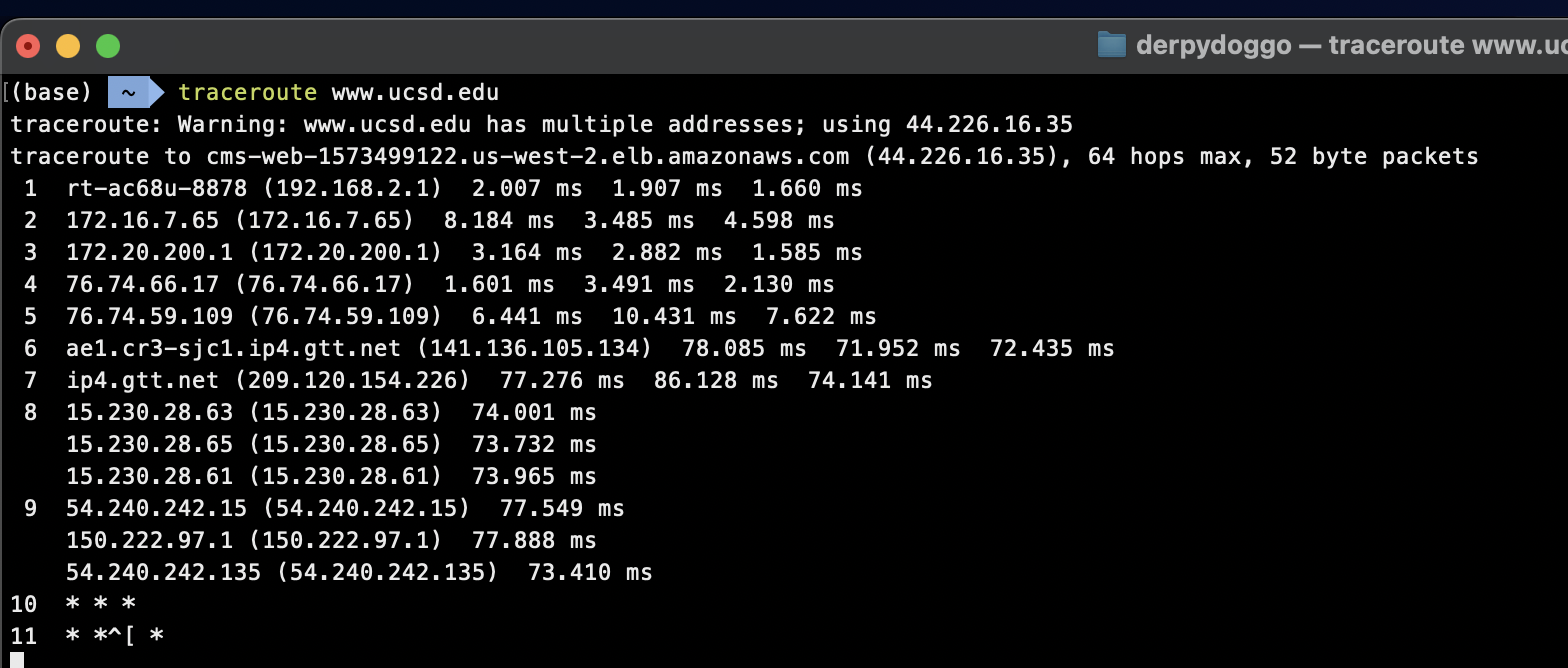 derpydoggo — traceroute www.uc
[(base) ~ traceroute www.ucsd.edu
traceroute: Warning: www.ucsd.edu has multiple addresses; using 44.226.16.35
traceroute to cms-web-1573499122.us-west-2.elb.amazonaws.com (44.226.16.35), 64 hops max, 52 byte packets
 1  rt-ac68u-8878 (192.168.2.1)  2.007 ms  1.907 ms  1.660 ms
 2  172.16.7.65 (172.16.7.65)  8.184 ms  3.485 ms  4.598 ms
 3  172.20.200.1 (172.20.200.1)  3.164 ms  2.882 ms  1.585 ms
 4  76.74.66.17 (76.74.66.17)  1.601 ms  3.491 ms  2.130 ms
 5  76.74.59.109 (76.74.59.109)  6.441 ms  10.431 ms  7.622 ms
 6  ae1.cr3-sjc1.ip4.gtt.net (141.136.105.134)  78.085 ms  71.952 ms  72.435 ms
 7  ip4.gtt.net (209.120.154.226)  77.276 ms  86.128 ms  74.141 ms
 8  15.230.28.63 (15.230.28.63)  74.001 ms
    15.230.28.65 (15.230.28.65)  73.732 ms
    15.230.28.61 (15.230.28.61)  73.965 ms
 9  54.240.242.15 (54.240.242.15)  77.549 ms
    150.222.97.1 (150.222.97.1)  77.888 ms
    54.240.242.135 (54.240.242.135)  73.410 ms
10  * * *
11  * *^[ *